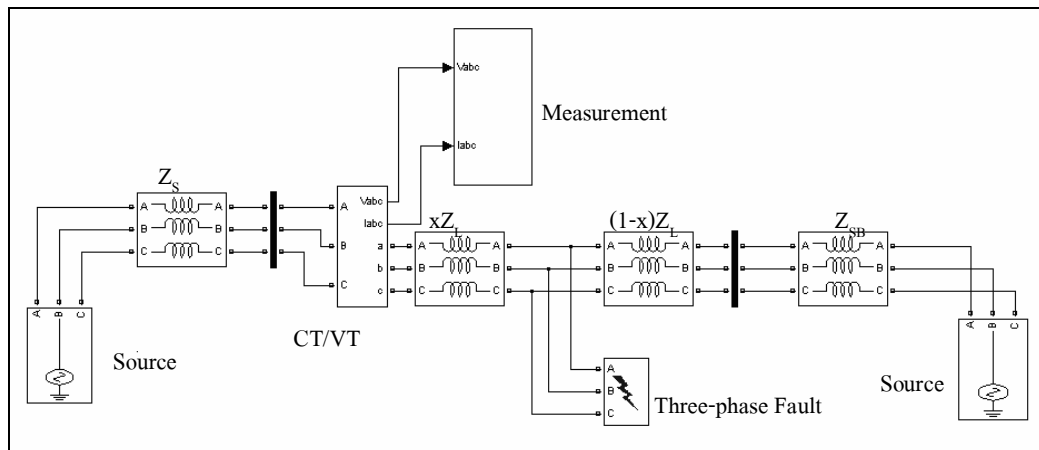 Vabc
Iabc
Measurement
Z_S
A A
B B
C C
A B C
Source
Vabc
Iabc
A a
B b
C c
CT/VT
xZ_L
A A
B B
C C
(1-x)Z_L
A A
B B
C C
Z_SB
A A
B B
C C
A B C
Source
A
B
C
Three-phase Fault